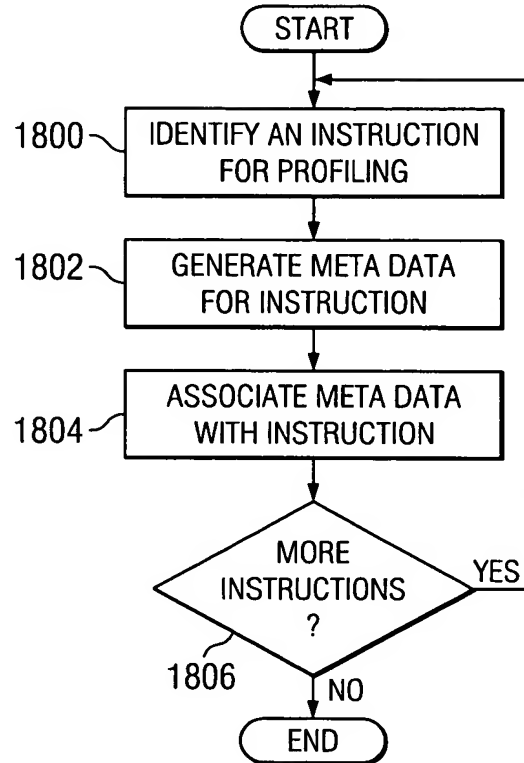 START
1800
IDENTIFY AN INSTRUCTION
FOR PROFILING
1802
GENERATE META DATA
FOR INSTRUCTION
1804
ASSOCIATE META DATA
WITH INSTRUCTION
MORE
INSTRUCTIONS
?
YES
1806
NO
END